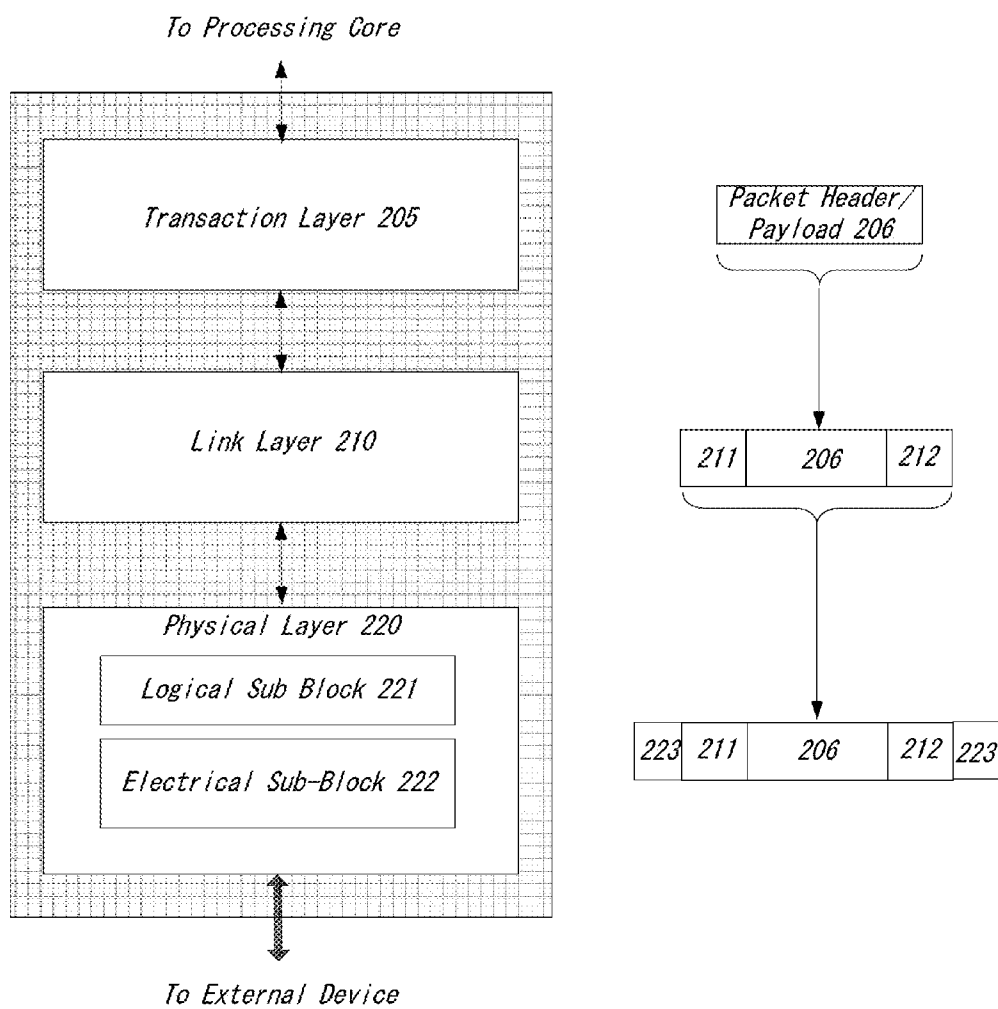 To Processing Core
Transaction Layer 205
Link Layer 210
Physical Layer 220
Logical Sub Block 221
Electrical Sub-Block 222
To External Device
Packet Header/
Payload 206
211 206 212
223 211 206 212 223